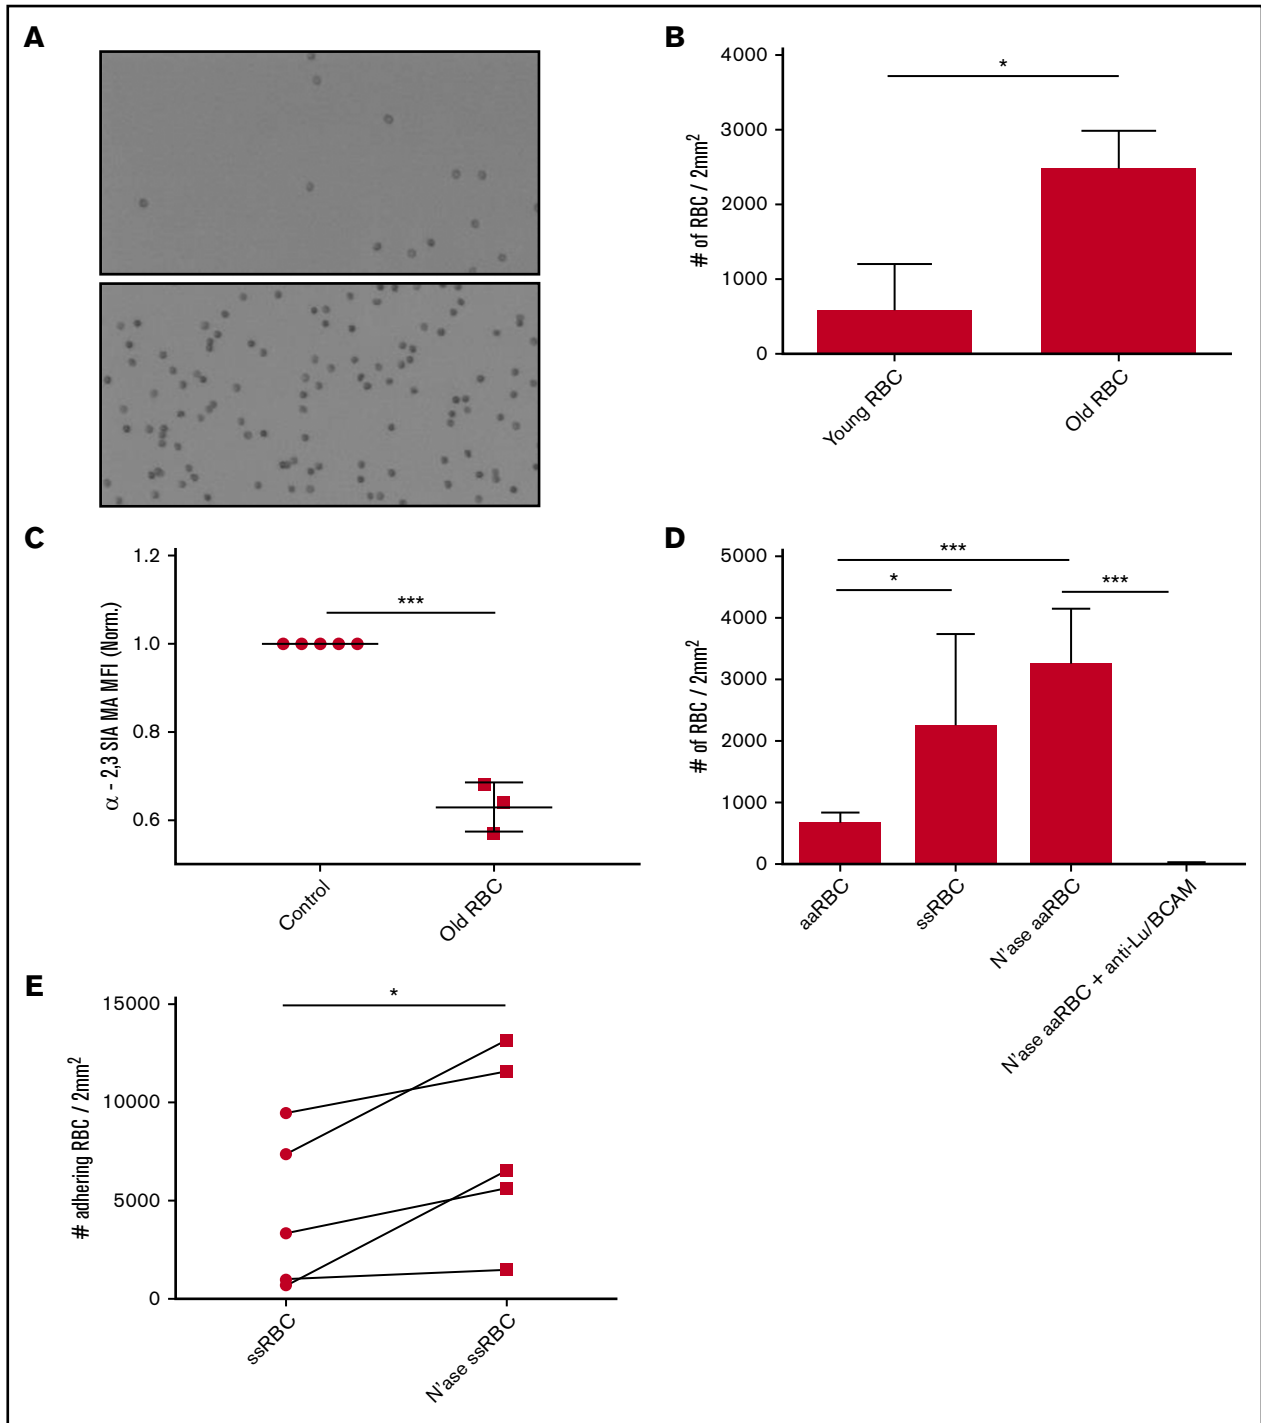 A
B
4000
3000
2000
1000
0
# of RBC / 2mm²
*
Young RBC
Old RBC
C
1.2
1.0
0.8
0.6
α - 2,3 SIA MA MFI (Norm.)
***
Control
Old RBC
D
5000
4000
3000
2000
1000
0
# of RBC / 2mm²
***
*
***
aaRBC
ssRBC
N'ase aaRBC
N'ase aaRBC + anti-Lu/BCAM
E
15000
10000
5000
0
# adhering RBC / 2mm²
*
ssRBC
N'ase ssRBC